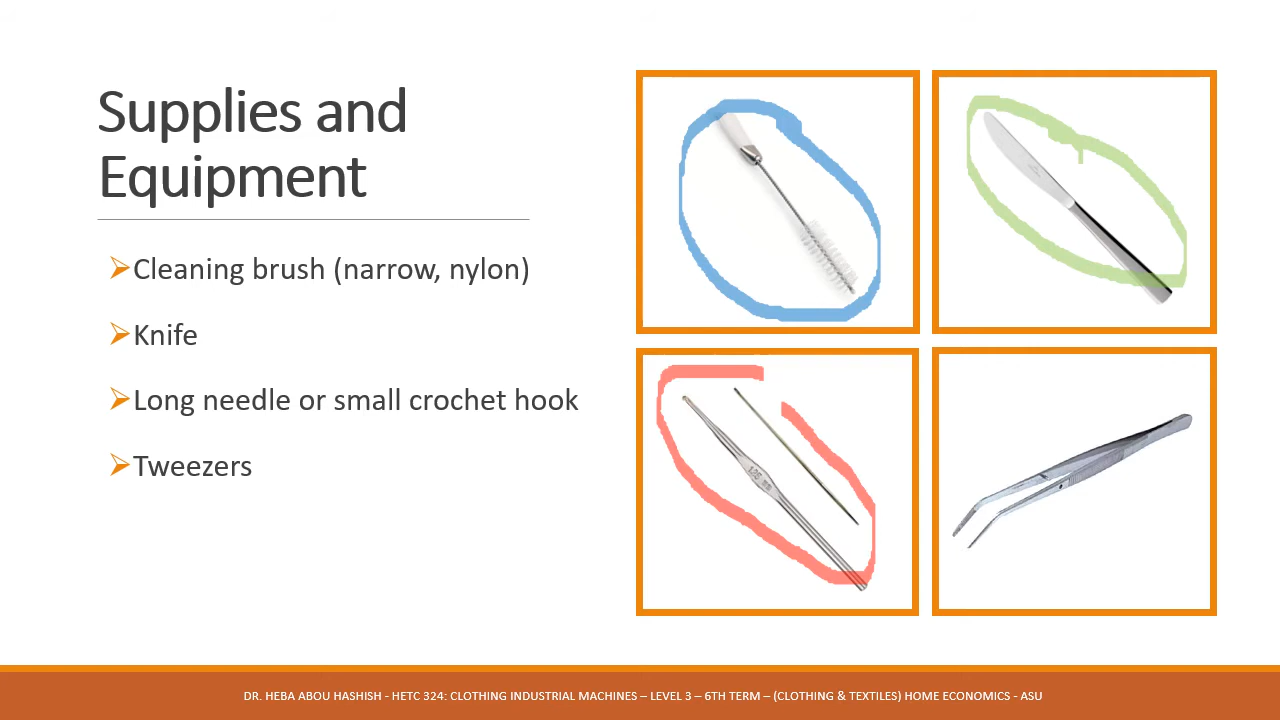 Supplies and
Equipment
➢Cleaning brush (narrow, nylon)
➢Knife
➢Long needle or small crochet hook
➢Tweezers
125
DR. HEBA ABOU HASHISH - HETC 324: CLOTHING INDUSTRIAL MACHINES – LEVEL 3 – 6TH TERM – (CLOTHING & TEXTILES) HOME ECONOMICS - ASU